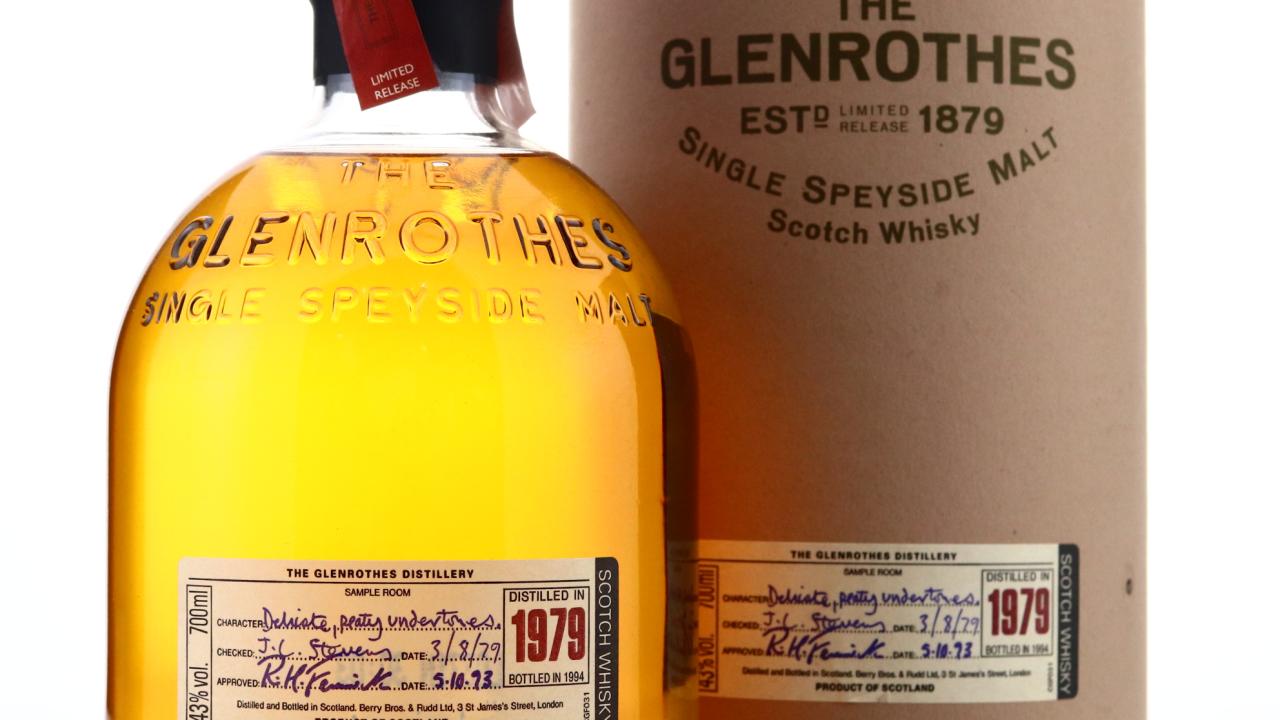 LIMITED
RELEASE
THE
GLENROTHES
SINGLE SPEYSIDE MALT
THE GLENROTHES DISTILLERY
SAMPLE ROOM
700ml
43% vol.
CHARACTER Delicate, peaty undertones.
CHECKED: J.L. Stevens DATE: 3/8/79
APPROVED: R.H. Fenwick DATE: 5.10.93
DISTILLED IN
1979
BOTTLED IN 1994
SCOTCH WHISKY
Distilled and Bottled in Scotland. Berry Bros. & Rudd Ltd, 3 St James's Street, London
PRODUCT OF SCOTLAND
THE
GLENROTHES
ESTD LIMITED RELEASE 1879
SINGLE SPEYSIDE MALT
Scotch Whisky
THE GLENROTHES DISTILLERY
SAMPLE ROOM
700ml
43% vol.
CHARACTER Delicate, peaty undertones.
CHECKED: J.L. Stevens DATE: 3/8/79
APPROVED: R.H. Fenwick DATE: 5.10.93
DISTILLED IN
1979
BOTTLED IN 1994
SCOTCH WHISKY
Distilled and Bottled in Scotland. Berry Bros. & Rudd Ltd, 3 St James's Street, London
PRODUCT OF SCOTLAND